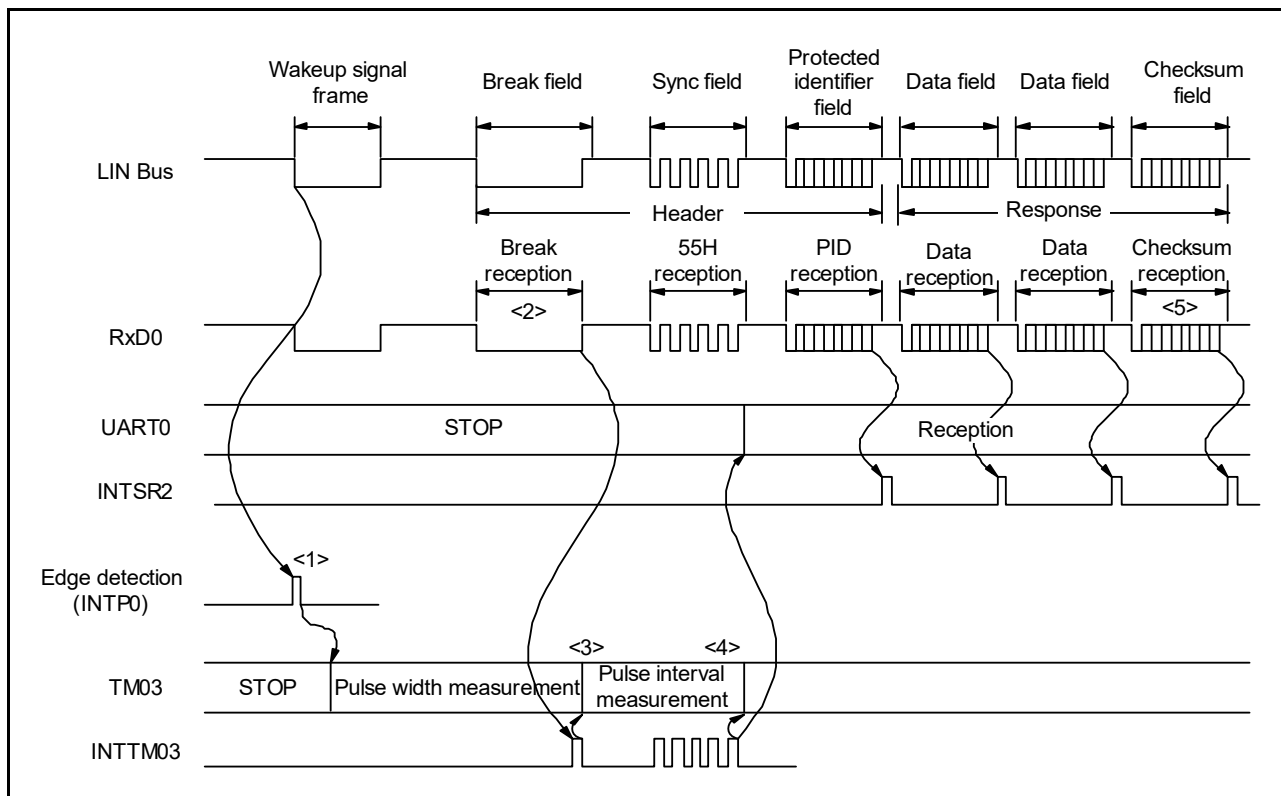 Wakeup signal
frame
Break field
Sync field
Protected
identifier
field
Data field
Data field
Checksum
field
LIN Bus
Header
Response
Break
reception
55H
reception
PID
reception
Data
reception
Data
reception
Checksum
reception
<2>
<5>
RxD0
UART0
STOP
Reception
INTSR2
<1>
Edge detection
(INTP0)
<3>
<4>
TM03
STOP
Pulse width measurement
Pulse interval
measurement
INTTM03